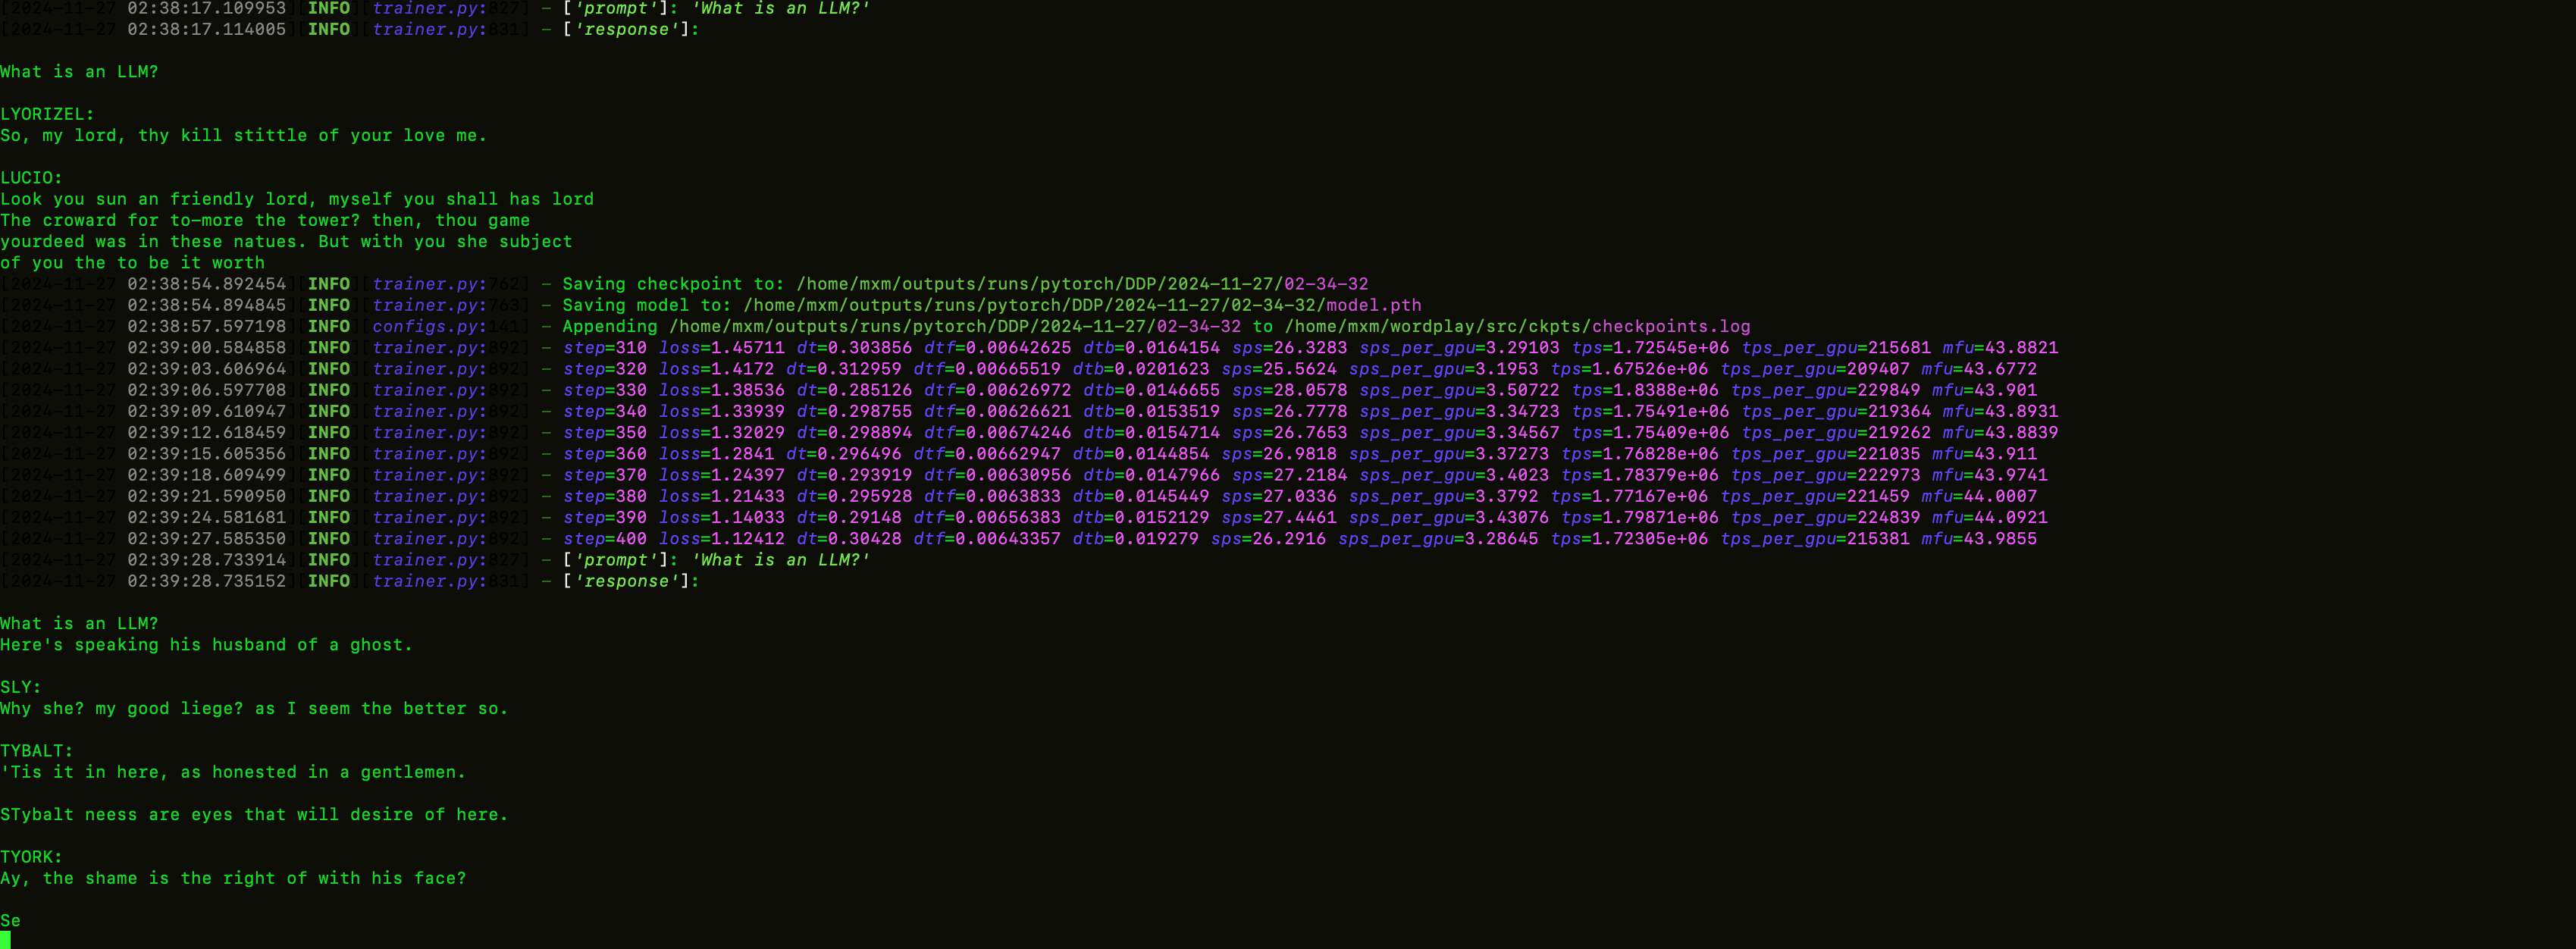 [2024-11-27 02:38:17.109953][INFO][trainer.py:827] - ['prompt']: 'What is an LLM?'
[2024-11-27 02:38:17.114005][INFO][trainer.py:831] - ['response']:
What is an LLM?
LYORIZEL:
So, my lord, thy kill stittle of your love me.
LUCIO:
Look you sun an friendly lord, myself you shall has lord
The croward for to-more the tower? then, thou game
yourdeed was in these natues. But with you she subject
of you the to be it worth
[2024-11-27 02:38:54.892454][INFO][trainer.py:762] - Saving checkpoint to: /home/mxm/outputs/runs/pytorch/DDP/2024-11-27/02-34-32
[2024-11-27 02:38:54.894845][INFO][trainer.py:763] - Saving model to: /home/mxm/outputs/runs/pytorch/DDP/2024-11-27/02-34-32/model.pth
[2024-11-27 02:38:57.597198][INFO][configs.py:141] - Appending /home/mxm/outputs/runs/pytorch/DDP/2024-11-27/02-34-32 to /home/mxm/wordplay/src/ckpts/checkpoints.log
[2024-11-27 02:39:00.584858][INFO][trainer.py:892] - step=310 loss=1.45711 dt=0.303856 dtf=0.00642625 dtb=0.0164154 sps=26.3283 sps_per_gpu=3.29103 tps=1.72545e+06 tps_per_gpu=215681 mfu=43.8821
[2024-11-27 02:39:03.606964][INFO][trainer.py:892] - step=320 loss=1.4172 dt=0.312959 dtf=0.00665519 dtb=0.0201623 sps=25.5624 sps_per_gpu=3.1953 tps=1.67526e+06 tps_per_gpu=209407 mfu=43.6772
[2024-11-27 02:39:06.597708][INFO][trainer.py:892] - step=330 loss=1.38536 dt=0.285126 dtf=0.00626972 dtb=0.0146655 sps=28.0578 sps_per_gpu=3.50722 tps=1.8388e+06 tps_per_gpu=229849 mfu=43.901
[2024-11-27 02:39:09.610947][INFO][trainer.py:892] - step=340 loss=1.33939 dt=0.298755 dtf=0.00626621 dtb=0.0153519 sps=26.7778 sps_per_gpu=3.34723 tps=1.75491e+06 tps_per_gpu=219364 mfu=43.8931
[2024-11-27 02:39:12.618459][INFO][trainer.py:892] - step=350 loss=1.32029 dt=0.298894 dtf=0.00674246 dtb=0.0154714 sps=26.7653 sps_per_gpu=3.34567 tps=1.75409e+06 tps_per_gpu=219262 mfu=43.8839
[2024-11-27 02:39:15.605356][INFO][trainer.py:892] - step=360 loss=1.2841 dt=0.296496 dtf=0.00662947 dtb=0.0144854 sps=26.9818 sps_per_gpu=3.37273 tps=1.76828e+06 tps_per_gpu=221035 mfu=43.911
[2024-11-27 02:39:18.609499][INFO][trainer.py:892] - step=370 loss=1.24397 dt=0.293919 dtf=0.00630956 dtb=0.0147966 sps=27.2184 sps_per_gpu=3.4023 tps=1.78379e+06 tps_per_gpu=222973 mfu=43.9741
[2024-11-27 02:39:21.590950][INFO][trainer.py:892] - step=380 loss=1.21433 dt=0.295928 dtf=0.0063833 dtb=0.0145449 sps=27.0336 sps_per_gpu=3.3792 tps=1.77167e+06 tps_per_gpu=221459 mfu=44.0007
[2024-11-27 02:39:24.581681][INFO][trainer.py:892] - step=390 loss=1.14033 dt=0.29148 dtf=0.00656383 dtb=0.0152129 sps=27.4461 sps_per_gpu=3.43076 tps=1.79871e+06 tps_per_gpu=224839 mfu=44.0921
[2024-11-27 02:39:27.585350][INFO][trainer.py:892] - step=400 loss=1.12412 dt=0.30428 dtf=0.00643357 dtb=0.019279 sps=26.2916 sps_per_gpu=3.28645 tps=1.72305e+06 tps_per_gpu=215381 mfu=43.9855
[2024-11-27 02:39:28.733914][INFO][trainer.py:827] - ['prompt']: 'What is an LLM?'
[2024-11-27 02:39:28.735152][INFO][trainer.py:831] - ['response']:
What is an LLM?
Here's speaking his husband of a ghost.
SLY:
Why she? my good liege? as I seem the better so.
TYBALT:
'Tis it in here, as honested in a gentlemen.
STybalt neess are eyes that will desire of here.
TYORK:
Ay, the shame is the right of with his face?
Se